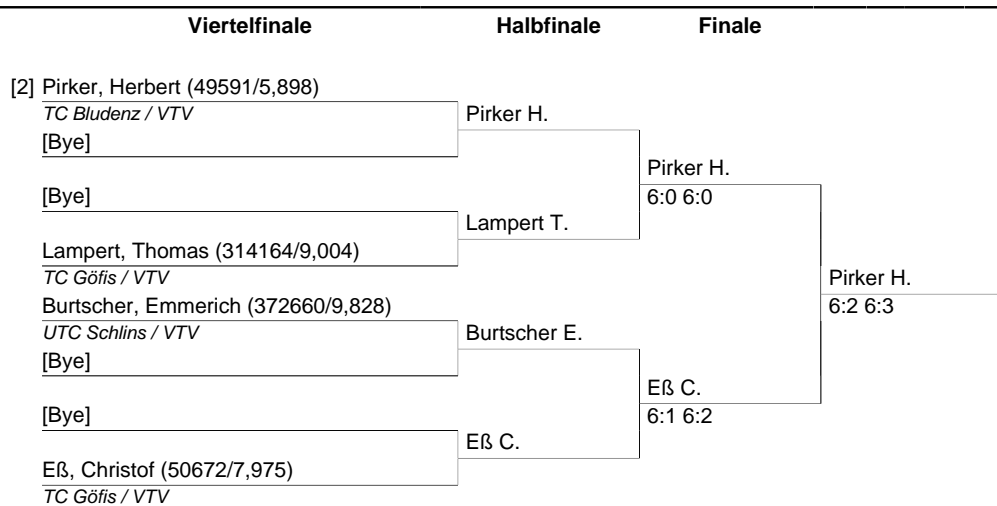 Viertelfinale Halbfinale Finale
[2] Pirker, Herbert (49591/5,898)
TC Bludenz / VTV
Pirker H.
[Bye]
Pirker H.
[Bye]
6:0 6:0
Lampert T.
Lampert, Thomas (314164/9,004)
TC Göfis / VTV
Pirker H.
Burtscher, Emmerich (372660/9,828)
6:2 6:3
UTC Schlins / VTV
Burtscher E.
[Bye]
Eß C.
[Bye]
6:1 6:2
Eß C.
Eß, Christof (50672/7,975)
TC Göfis / VTV